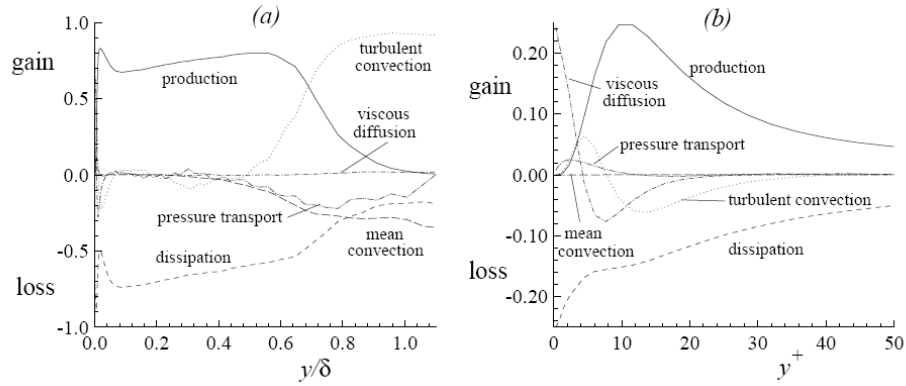 (a)
1.0
gain
0.5
0.0
-0.5
loss
-1.0
turbulent
convection
production
viscous
diffusion
pressure transport
mean
convection
dissipation
0.0 0.2 0.4 0.6 0.8 1.0
y/δ
(b)
0.20
gain
0.10
0.00
-0.10
loss
-0.20
viscous
diffusion
production
pressure transport
turbulent convection
mean
convection
dissipation
0 10 20 30 40 50
y+